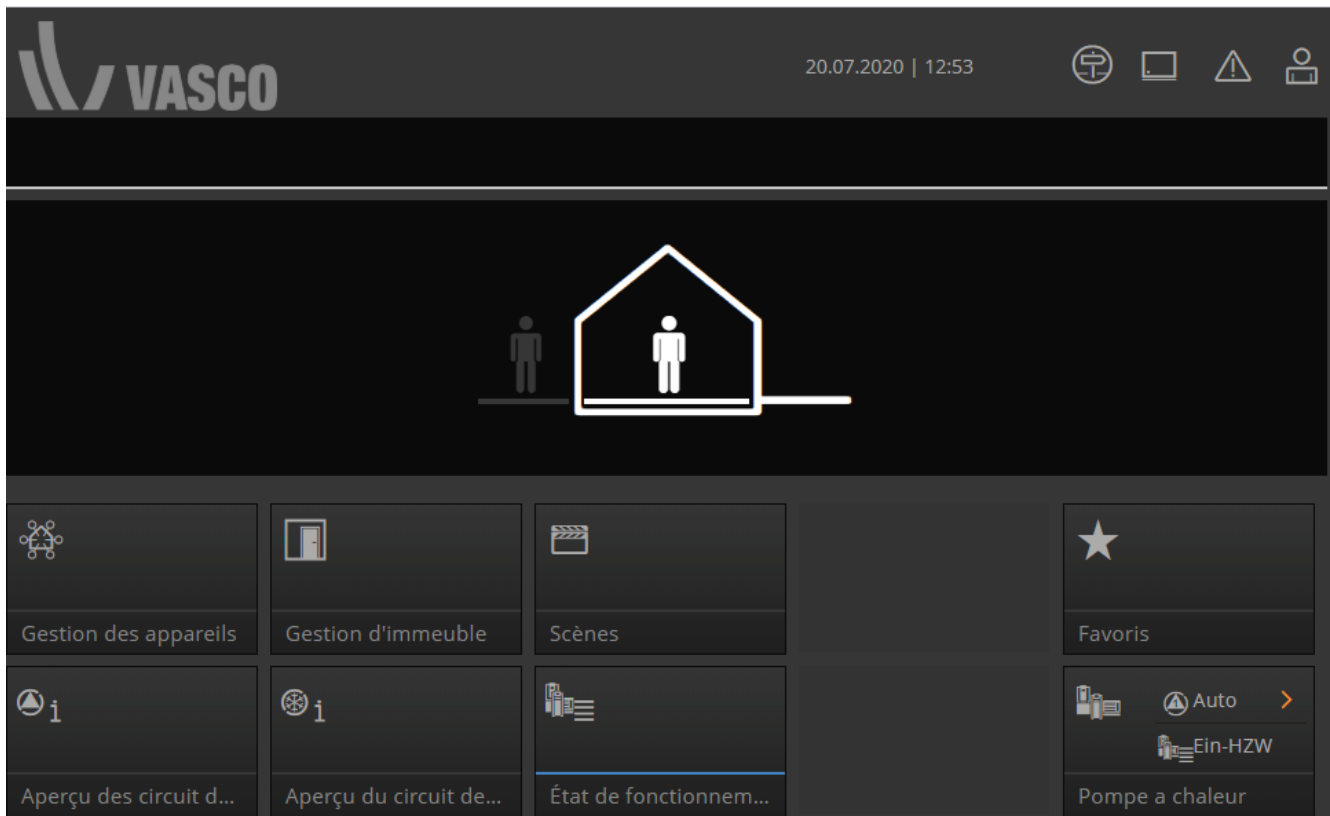 VASCO
20.07.2020 | 12:53
Gestion des appareils
Gestion d'immeuble
Scènes
Favoris
i
i
Auto
Ein-HZW
Aperçu des circuit d...
Aperçu du circuit de...
État de fonctionnem...
Pompe a chaleur